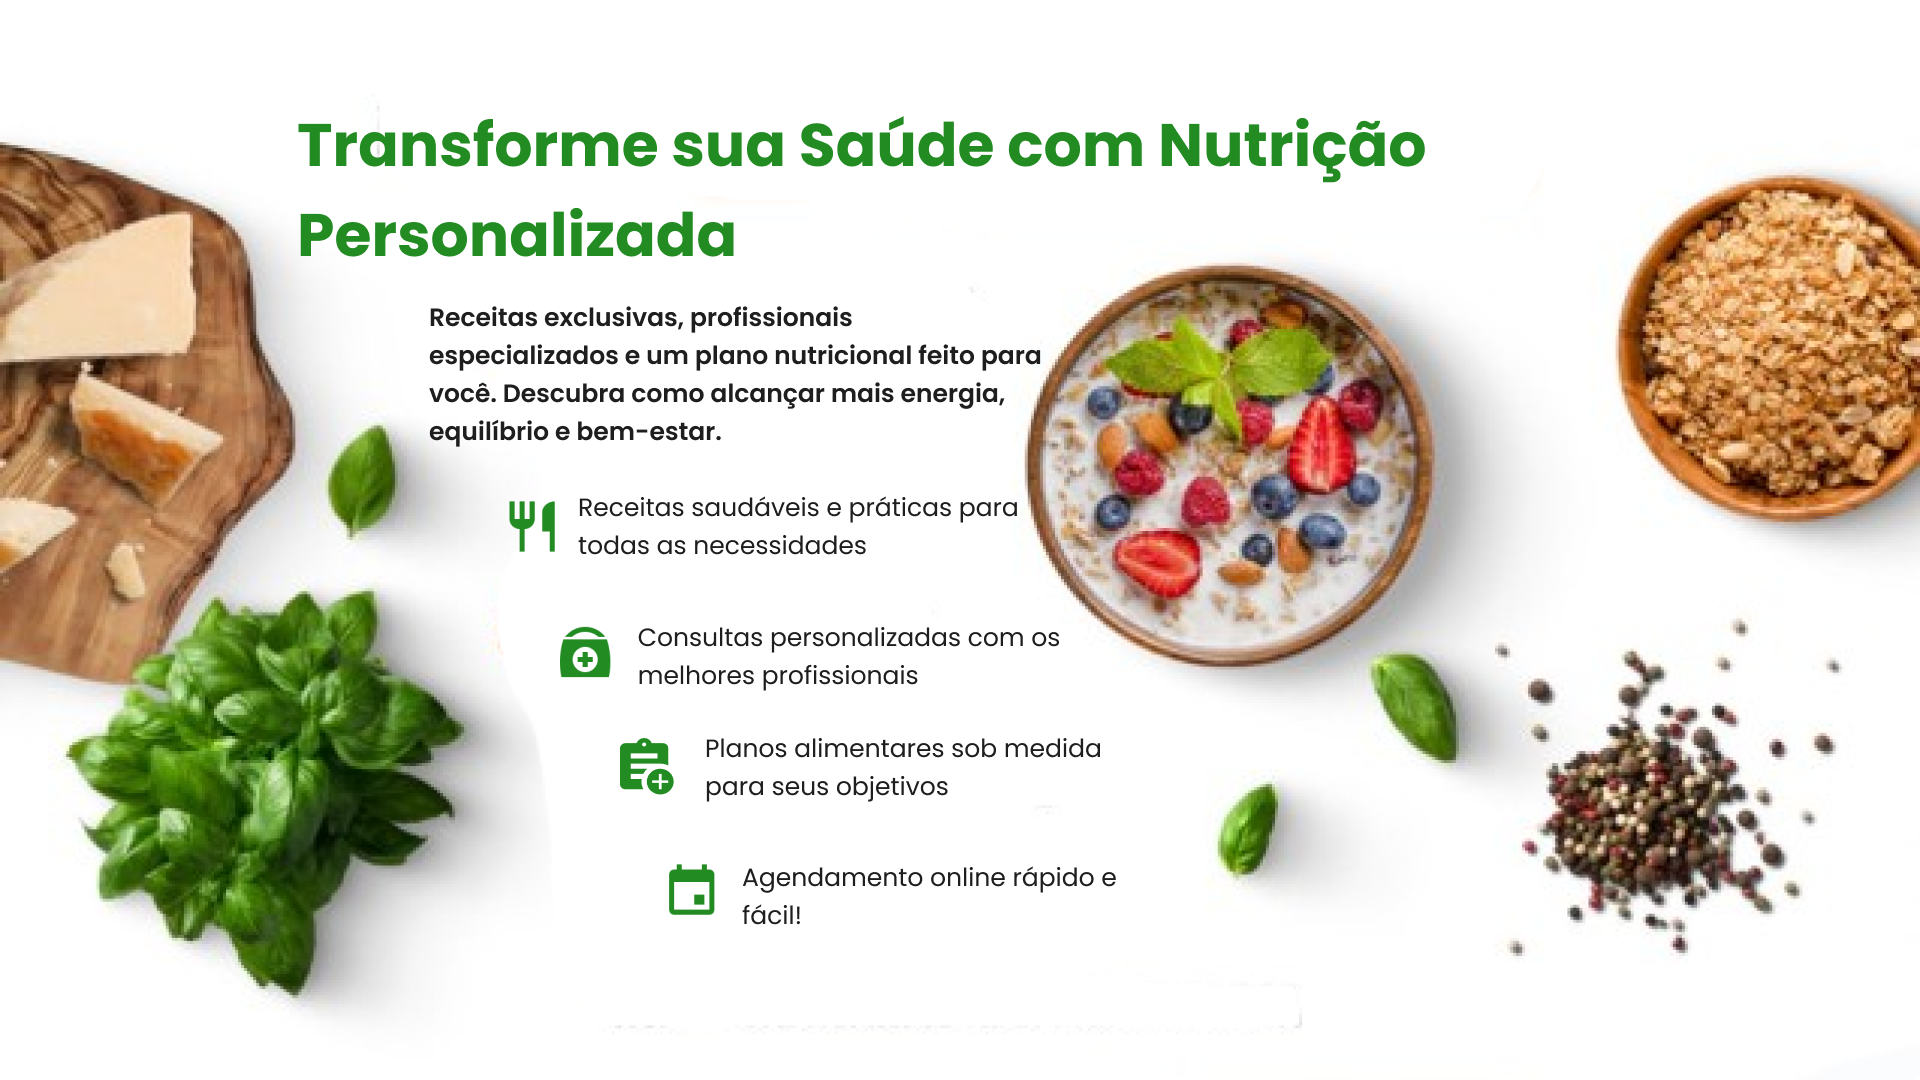 Transforme sua Saúde com Nutrição
Personalizada
Receitas exclusivas, profissionais
especializados e um plano nutricional feito para
você. Descubra como alcançar mais energia,
equilíbrio e bem-estar.
Receitas saudáveis e práticas para
todas as necessidades
Consultas personalizadas com os
melhores profissionais
Planos alimentares sob medida
para seus objetivos
Agendamento online rápido e
fácil!